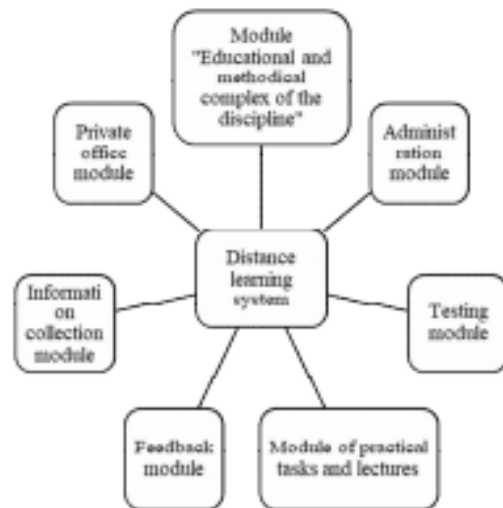 Module
"Educational and
methodical
complex of the
discipline"
Private
office
module
Administ
ration
module
Distance
learning
system
Informati
on
collection
module
Testing
module
Feedback
module
Module of practical
tasks and lectures